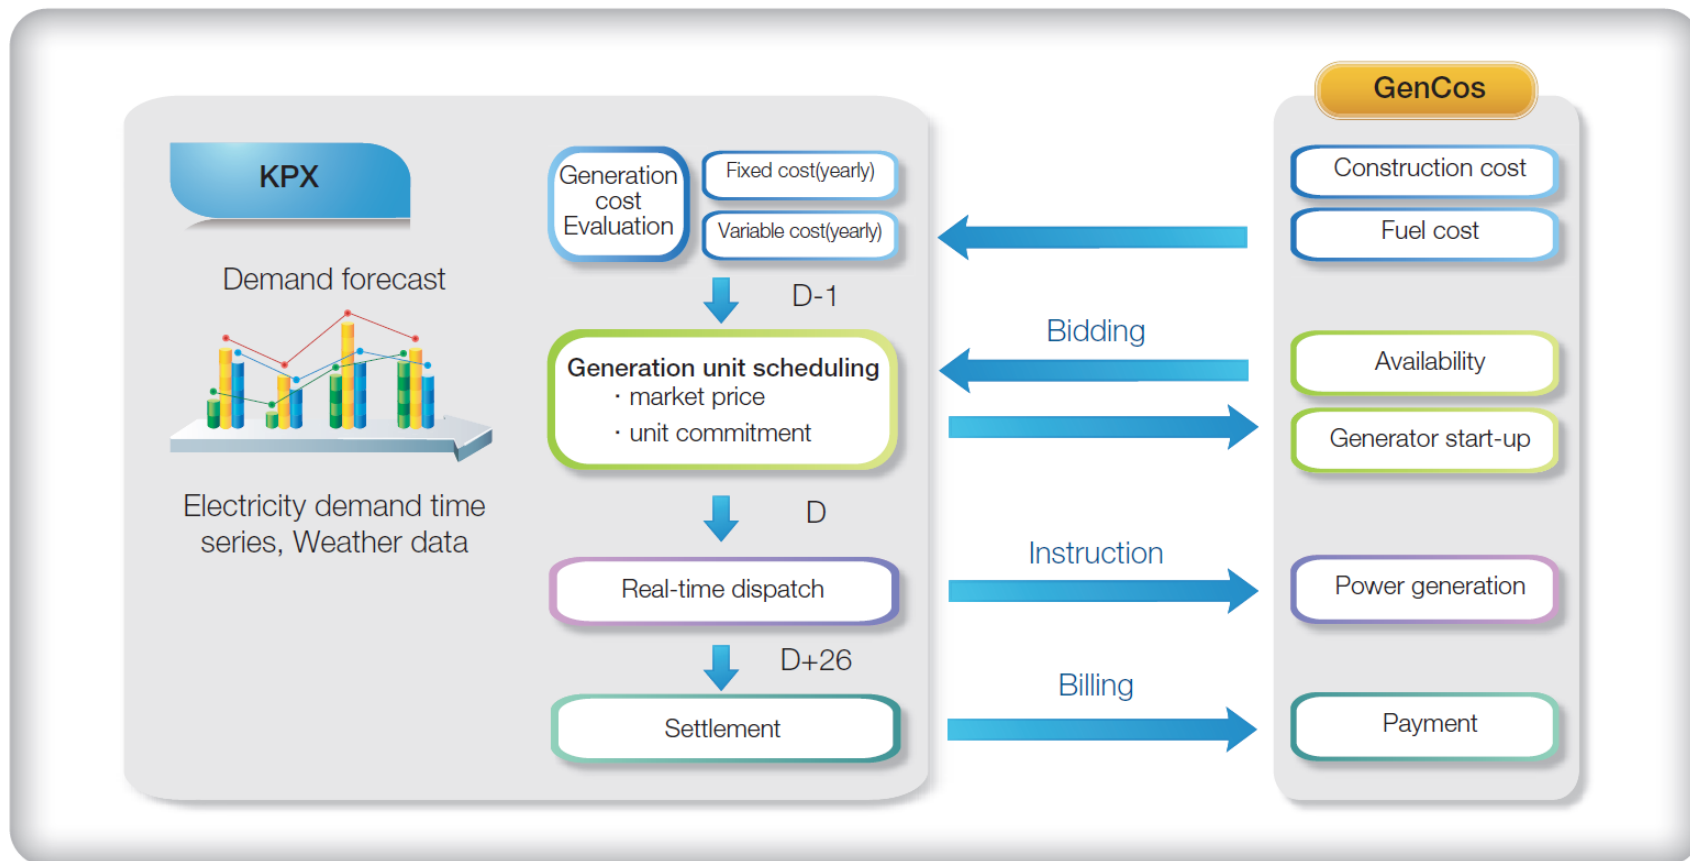 KPX
Demand forecast
Electricity demand time
series, Weather data
Generation
cost
Evaluation
Fixed cost(yearly)
Variable cost(yearly)
D-1
Generation unit scheduling
· market price
· unit commitment
D
Real-time dispatch
D+26
Settlement
Bidding
Instruction
Billing
GenCos
Construction cost
Fuel cost
Availability
Generator start-up
Power generation
Payment